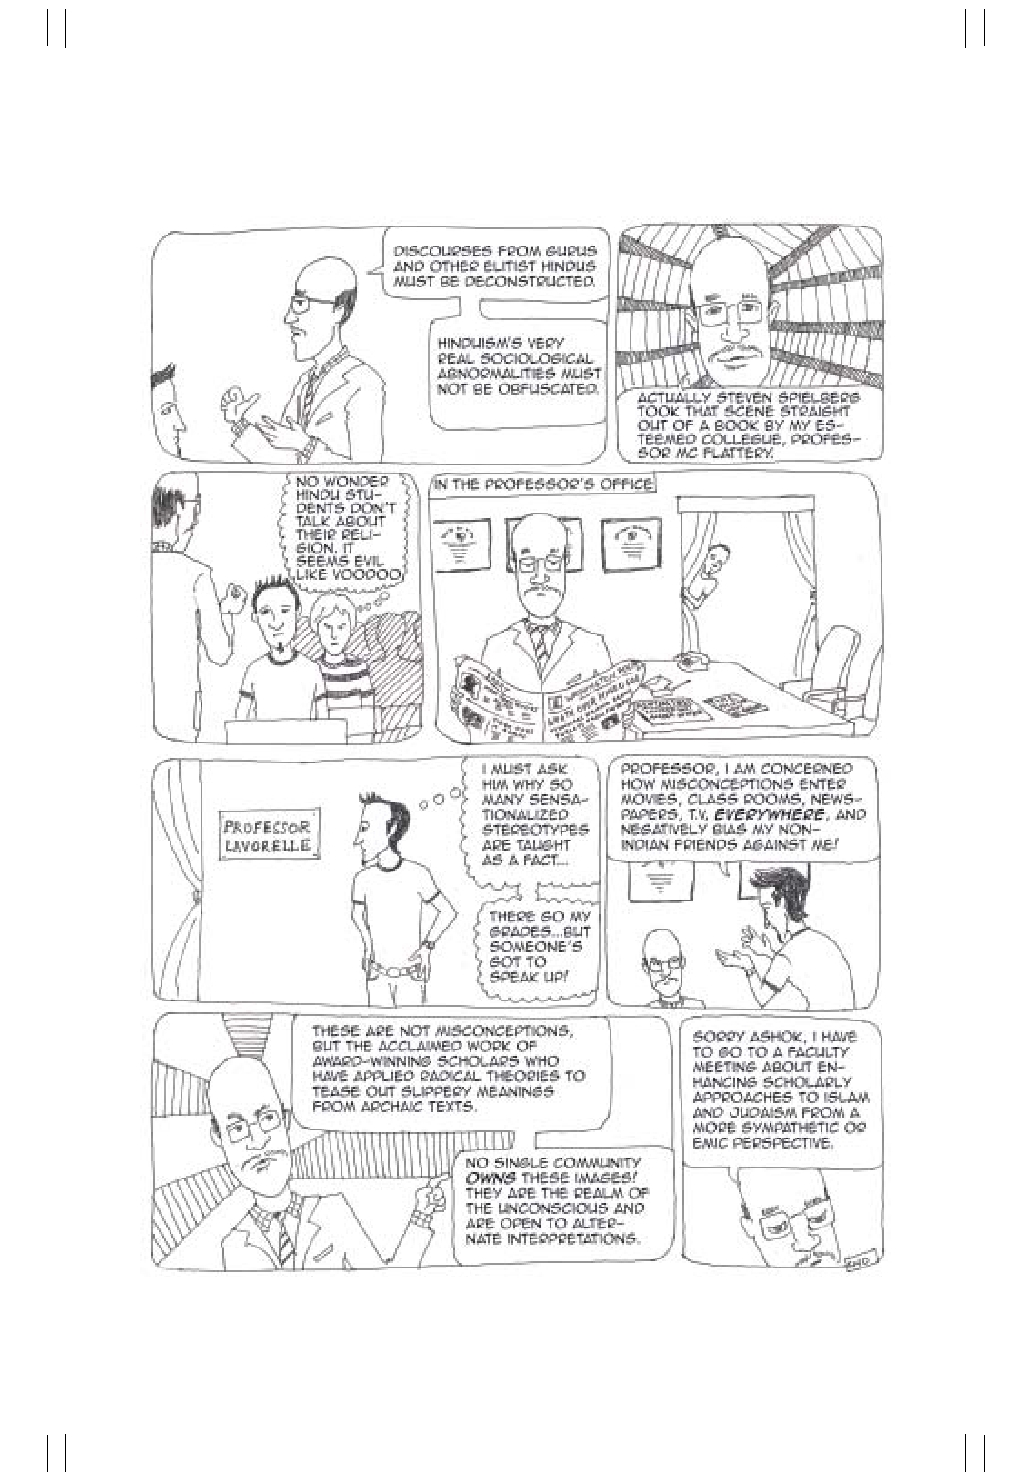 DISCOURSES FROM GURUS
AND OTHER ELITIST HINDUS
MUST BE DECONSTRUCTED.
HINDUISM'S VERY
REAL SOCIOLOGICAL
ABNORMALITIES MUST
NOT BE OBFUSCATED.
ACTUALLY STEVEN SPIELBERG
TOOK THAT SCENE STRAIGHT
OUT OF A BOOK BY MY ES-
TEEMED COLLEGUE, PROFES-
SOR MC FLATTERY.
NO WONDER
HINDU STU-
DENTS DON'T
TALK ABOUT
THEIR RELI-
GION. IT
SEEMS EVIL
LIKE VOODOO
IN THE PROFESSOR'S OFFICE
WASHINGTON POST
PROFESSOR
LAVORELLE
I MUST ASK
HIM WHY SO
MANY SENSA-
TIONALIZED
STEREOTYPES
ARE TAUGHT
AS A FACT...
THERE GO MY
GRADES...BUT
SOMEONE'S
GOT TO
SPEAK UP!
PROFESSOR, I AM CONCERNED
HOW MISCONCEPTIONS ENTER
MOVIES, CLASS ROOMS, NEWS-
PAPERS, T.V. EVERYWHERE, AND
NEGATIVELY BIAS MY NON-
INDIAN FRIENDS AGAINST ME!
THESE ARE NOT MISCONCEPTIONS,
BUT THE ACCLAIMED WORK OF
AWARD-WINNING SCHOLARS WHO
HAVE APPLIED RADICAL THEORIES TO
TEASE OUT SLIPPERY MEANINGS
FROM ARCHAIC TEXTS.
NO SINGLE COMMUNITY
OWNS THESE IMAGES!
THEY ARE THE REALM OF
THE UNCONSCIOUS AND
ARE OPEN TO ALTER-
NATE INTERPRETATIONS.
SORRY ASHOK, I HAVE
TO GO TO A FACULTY
MEETING ABOUT EN-
HANCING SCHOLARLY
APPROACHES TO ISLAM
AND JUDAISM FROM A
MORE SYMPATHETIC OR
EMIC PERSPECTIVE.